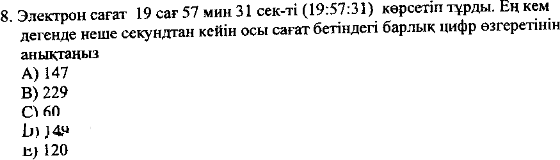 8. Электрон сағат 19 сағ 57 мин 31 сек-ті (19:57:31) көрсетіп тұрды. Ең кем
дегенде неше секундтан кейін осы сағат бетіндегі барлық цифр өзгеретінін
анықтаңыз
A) 147
B) 229
C) 60
D) 149
E) 120